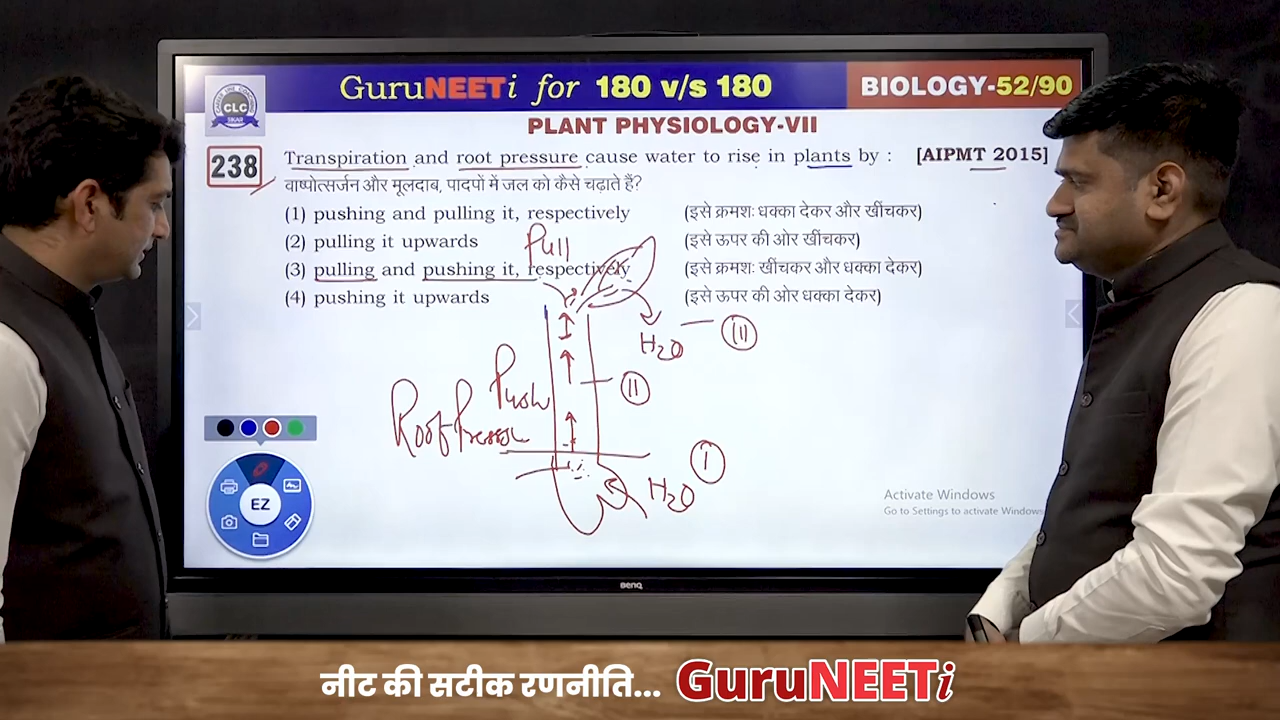 GuruNEETi for 180 v/s 180
BIOLOGY-52/90
CLC
SIKAR
PLANT PHYSIOLOGY-VII
238 Transpiration and root pressure cause water to rise in plants by : [AIPMT 2015]
वाष्पोत्सर्जन और मूलदाब, पादपों में जल को कैसे चढ़ाते हैं?
(1) pushing and pulling it, respectively (इसे क्रमशः धक्का देकर और खींचकर)
(2) pulling it upwards (इसे ऊपर की ओर खींचकर)
(3) pulling and pushing it, respectively (इसे क्रमशः खींचकर और धक्का देकर)
(4) pushing it upwards (इसे ऊपर की ओर धक्का देकर)
Pull
H2O III
Push II
Root Pressure
H2O I
EZ
Activate Windows
Go to Settings to activate Windows
BenQ
नीट की सटीक रणनीति... GuruNEETi